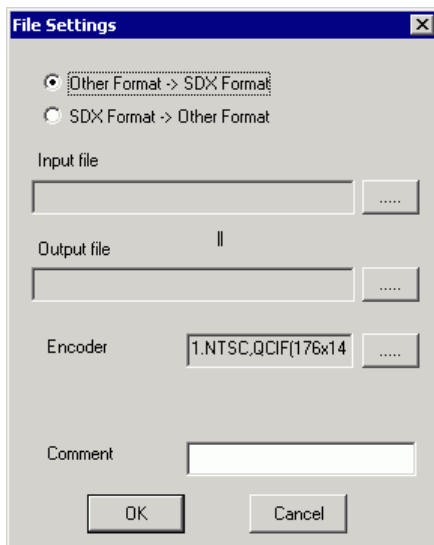 File Settings
Other Format -> SDX Format
SDX Format -> Other Format
Input file
.....
||
Output file
.....
Encoder
1.NTSC,QCIF(176x14
.....
Comment
OK
Cancel